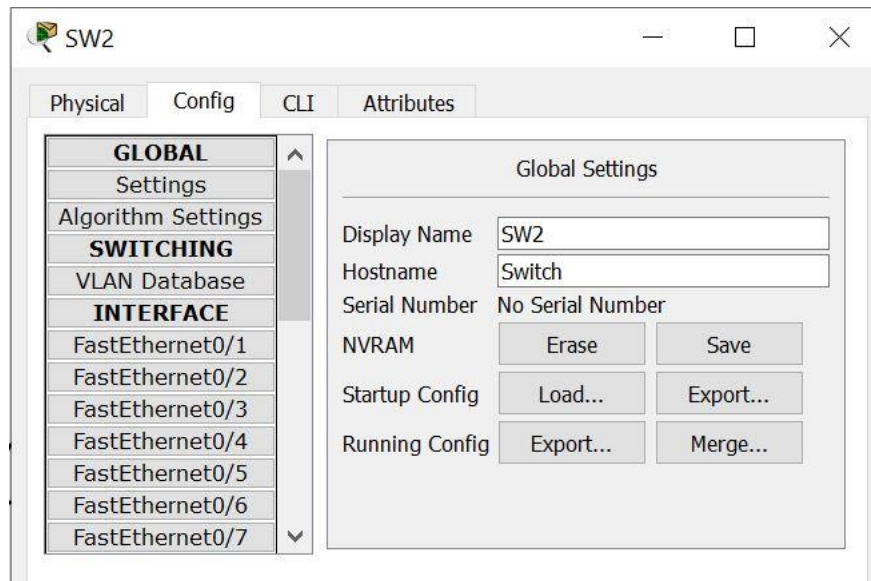 SW2
Physical Config CLI Attributes
GLOBAL
Settings
Algorithm Settings
SWITCHING
VLAN Database
INTERFACE
FastEthernet0/1
FastEthernet0/2
FastEthernet0/3
FastEthernet0/4
FastEthernet0/5
FastEthernet0/6
FastEthernet0/7
Global Settings
Display Name SW2
Hostname Switch
Serial Number No Serial Number
NVRAM Erase Save
Startup Config Load... Export...
Running Config Export... Merge...